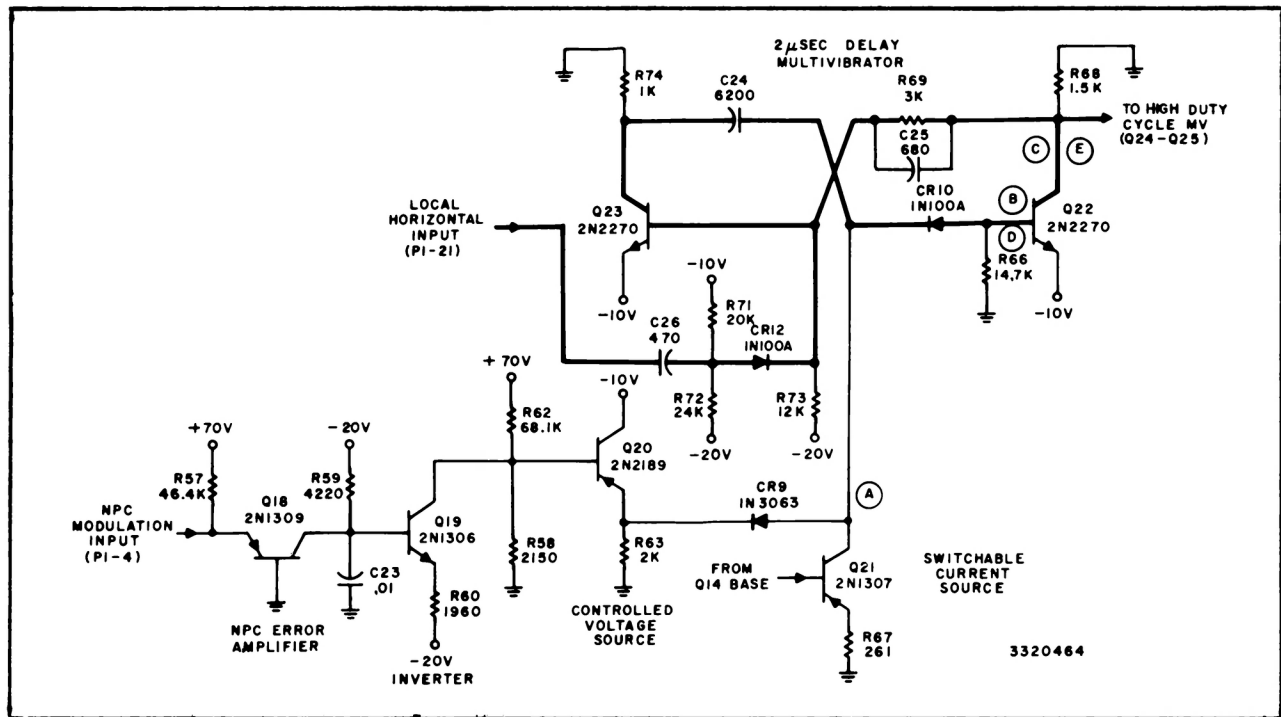 2μSEC DELAY
MULTIVIBRATOR
R74
1K
C24
6200
R69
3K
C25
680
R68
1.5K
TO HIGH DUTY
CYCLE MV
(Q24-Q25)
C
E
LOCAL
HORIZONTAL
INPUT
(P1-21)
Q23
2N2270
CR10
1N100A
B
D
Q22
2N2270
R66
14.7K
-10V
-10V
-10V
R71
20K
C26
470
CR12
1N100A
R72
24K
-20V
R73
12K
-20V
+70V
R62
68.1K
-10V
Q20
2N2189
+70V
R57
46.4K
-20V
R59
4220
Q18
2N1309
NPC
MODULATION
INPUT
(P1-4)
Q19
2N1306
CR9
1N3063
A
C23
.01
R58
2150
R63
2K
FROM
Q14 BASE
Q21
2N1307
SWITCHABLE
CURRENT
SOURCE
R60
1960
NPC ERROR
AMPLIFIER
-20V
INVERTER
CONTROLLED
VOLTAGE
SOURCE
R67
261
3320464